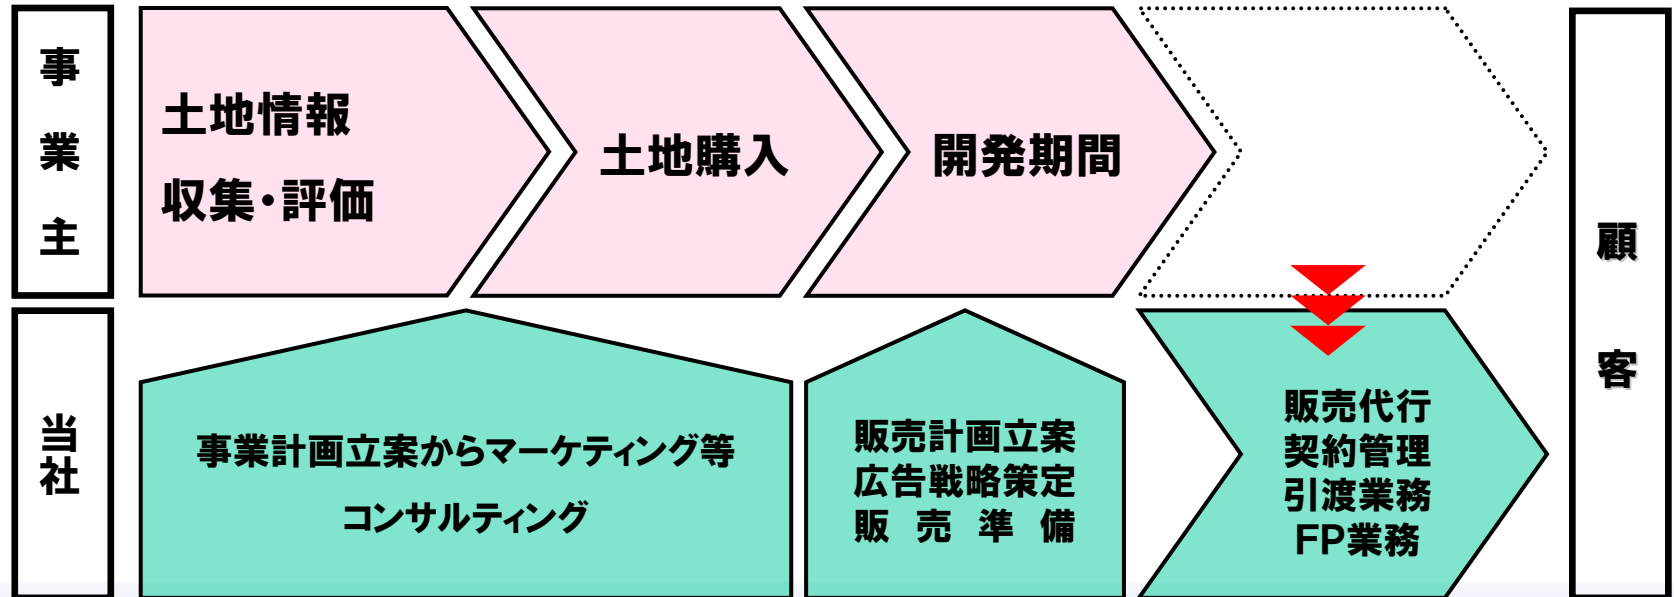 事業主
土地情報
収集・評価
土地購入
開発期間
顧客
当社
事業計画立案からマーケティング等
コンサルティング
販売計画立案
広告戦略策定
販売準備
販売代行
契約管理
引渡業務
FP業務